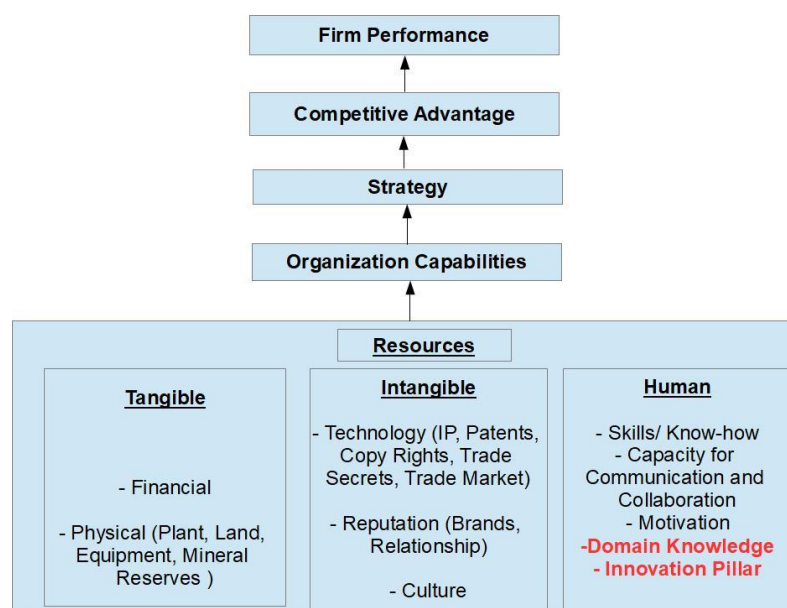 Firm Performance
Competitive Advantage
Strategy
Organization Capabilities
Resources
Tangible
- Financial
- Physical (Plant, Land,
Equipment, Mineral
Reserves )
Intangible
- Technology (IP, Patents,
Copy Rights, Trade
Secrets, Trade Market)
- Reputation (Brands,
Relationship)
- Culture
Human
- Skills/ Know-how
- Capacity for
Communication and
Collaboration
- Motivation
-Domain Knowledge
- Innovation Pillar